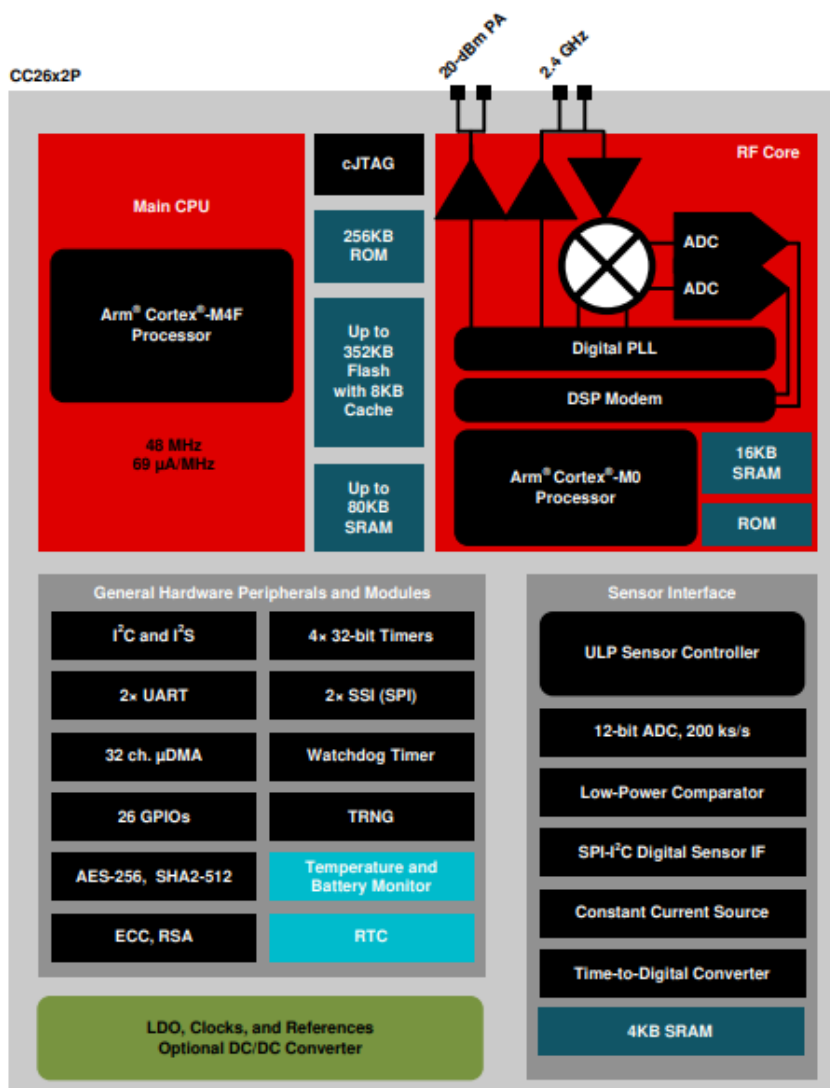 CC26x2P
20-dBm PA
2.4 GHz
Main CPU
Arm® Cortex®-M4F
Processor
48 MHz
69 µA/MHz
cJTAG
256KB
ROM
Up to
352KB
Flash
with 8KB
Cache
Up to
80KB
SRAM
RF Core
ADC
ADC
Digital PLL
DSP Modem
Arm® Cortex®-M0
Processor
16KB
SRAM
ROM
General Hardware Peripherals and Modules
I²C and I²S
4× 32-bit Timers
2× UART
2× SSI (SPI)
32 ch. µDMA
Watchdog Timer
26 GPIOs
TRNG
AES-256, SHA2-512
Temperature and
Battery Monitor
ECC, RSA
RTC
LDO, Clocks, and References
Optional DC/DC Converter
Sensor Interface
ULP Sensor Controller
12-bit ADC, 200 ks/s
Low-Power Comparator
SPI-I²C Digital Sensor IF
Constant Current Source
Time-to-Digital Converter
4KB SRAM